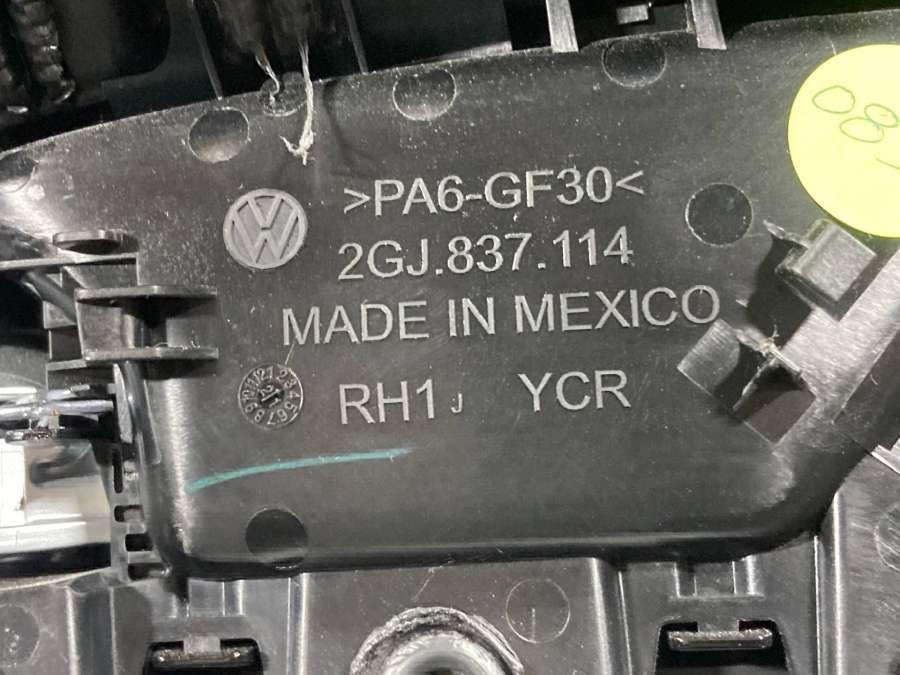 >PA6-GF30<
2GJ.837.114
MADE IN MEXICO
RH1 J YCR